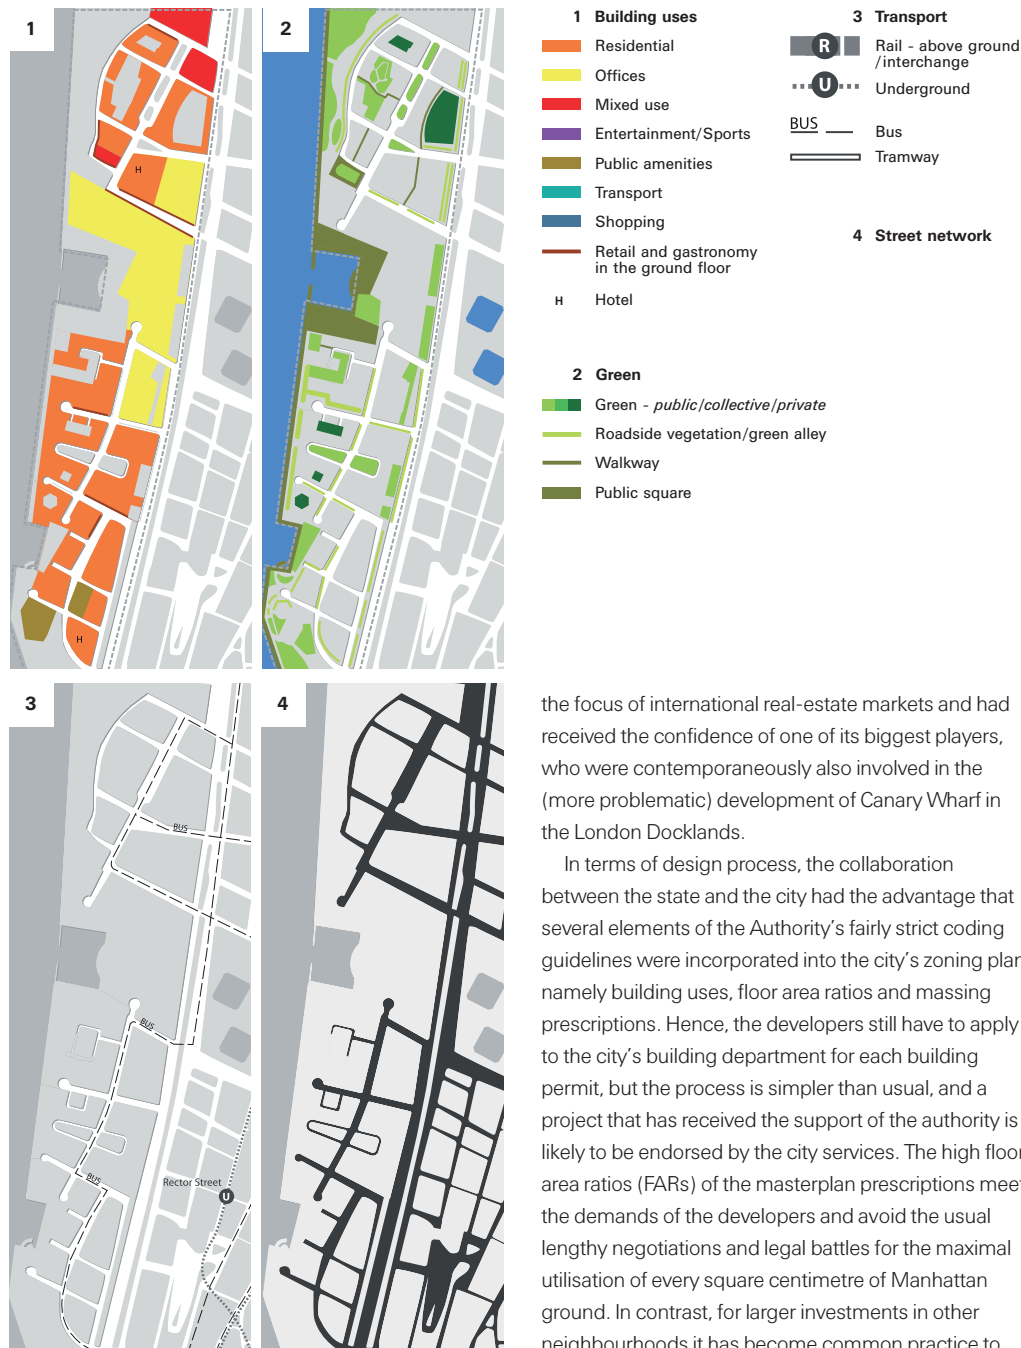 1
2
H
H
1 Building uses
Residential
Offices
Mixed use
Entertainment/Sports
Public amenities
Transport
Shopping
Retail and gastronomy
in the ground floor
H Hotel
2 Green
Green - public/collective/private
Roadside vegetation/green alley
Walkway
Public square
3 Transport
R Rail - above ground
/interchange
U Underground
BUS Bus
Tramway
4 Street network
3
BUS
BUS
BUS
Rector Street
U
4
the focus of international real-estate markets and had
received the confidence of one of its biggest players,
who were contemporaneously also involved in the
(more problematic) development of Canary Wharf in
the London Docklands.
In terms of design process, the collaboration
between the state and the city had the advantage that
several elements of the Authority's fairly strict coding
guidelines were incorporated into the city's zoning plan
namely building uses, floor area ratios and massing
prescriptions. Hence, the developers still have to apply
to the city's building department for each building
permit, but the process is simpler than usual, and a
project that has received the support of the authority is
likely to be endorsed by the city services. The high floor
area ratios (FARs) of the masterplan prescriptions meet
the demands of the developers and avoid the usual
lengthy negotiations and legal battles for the maximal
utilisation of every square centimetre of Manhattan
ground. In contrast, for larger investments in other
neighbourhoods it has become common practice to